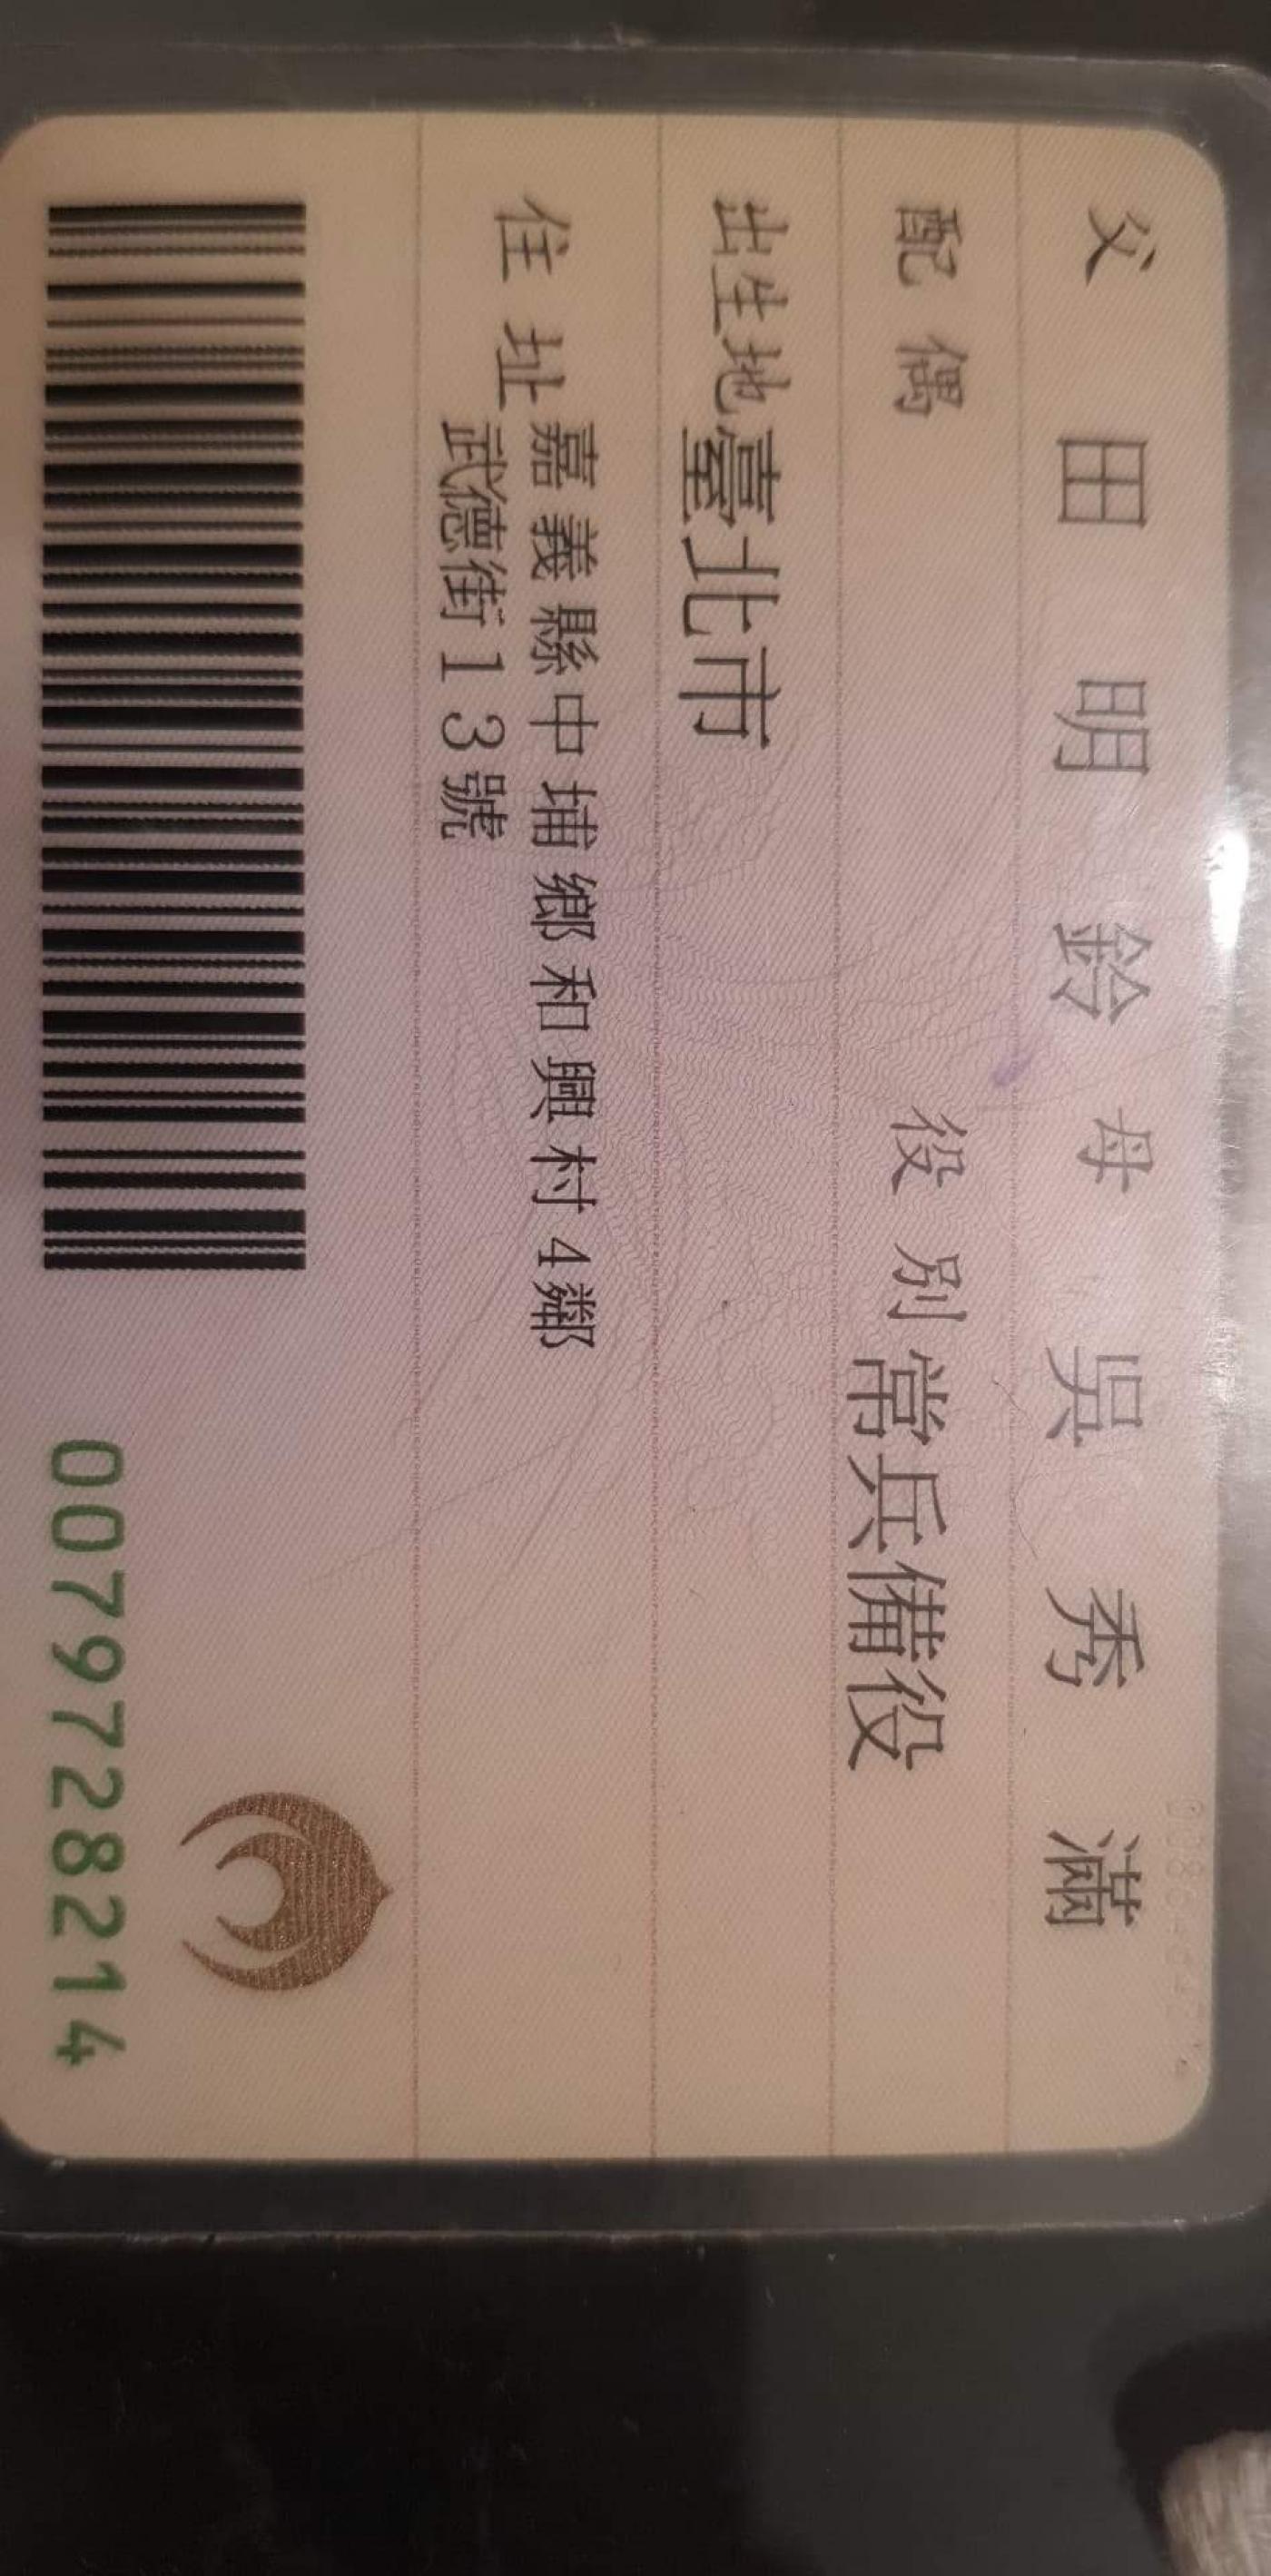 父 田明鈴 母 吳秀滿
配偶 役別 常兵備役
出生地 臺北市
住址 嘉義縣中埔鄉和興村4鄰
武德街13號
0079728214